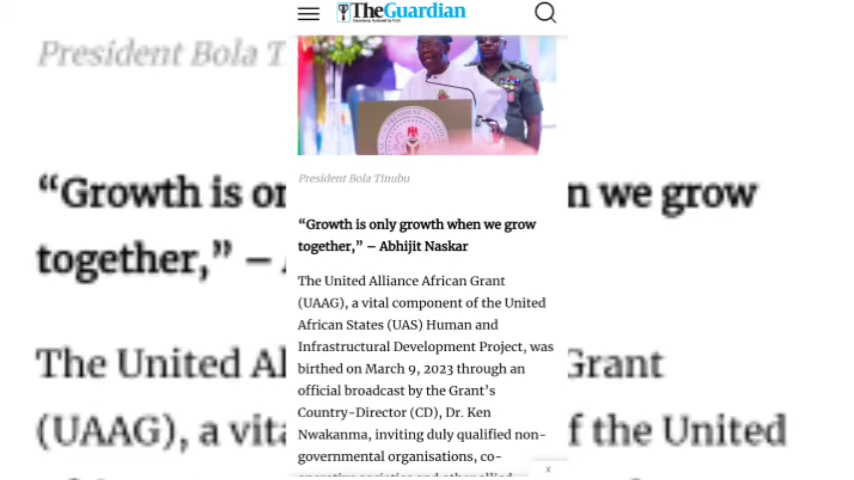 TheGuardian
President Bola Tinubu
“Growth is only growth when we grow
together,” – Abhijit Naskar
The United Alliance African Grant
(UAAG), a vital component of the United
African States (UAS) Human and
Infrastructural Development Project, was
birthed on March 9, 2023 through an
official broadcast by the Grant’s
Country-Director (CD), Dr. Ken
Nwakanma, inviting duly qualified non-
governmental organisations, co-
x
President Bola T
“Growth is or
n we grow
together,” –
The United Al
Grant
(UAAG), a vita
f the United